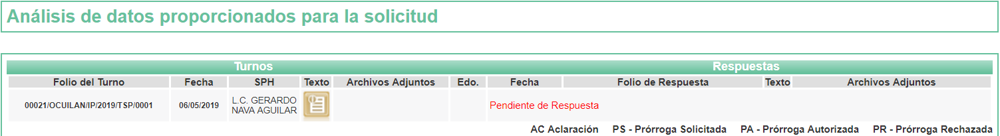 Análisis de datos proporcionados para la solicitud
Turnos Respuestas
Folio del Turno Fecha SPH Texto Archivos Adjuntos Edo. Fecha Folio de Respuesta Texto Archivos Adjuntos
00021/OCUILAN/IP/2019/TSP/0001 06/05/2019 L.C. GERARDO
NAVA AGUILAR
Pendiente de Respuesta
AC Aclaración PS - Prórroga Solicitada PA - Prórroga Autorizada PR - Prórroga Rechazada